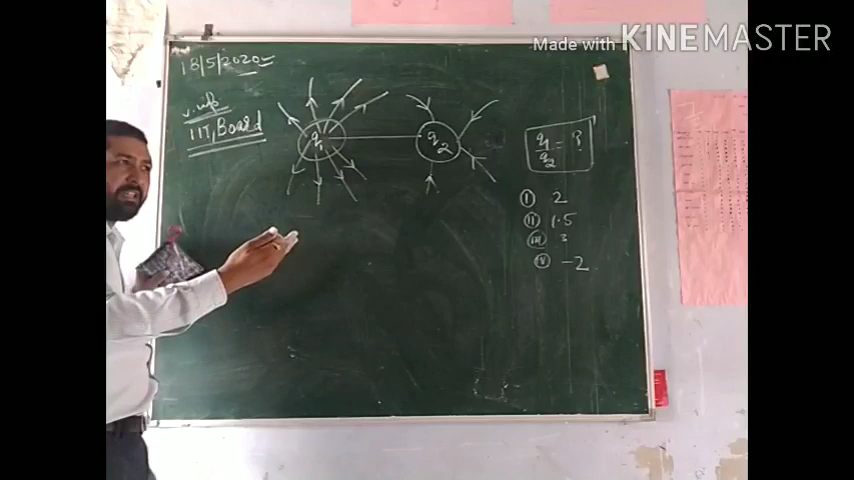 Made with KINEMASTER
18/5/2020
v. imp
IIT, Board
q1
q2
q1/q2 = ?
(I) 2
(II) 1.5
(III) 3
(IV) -2